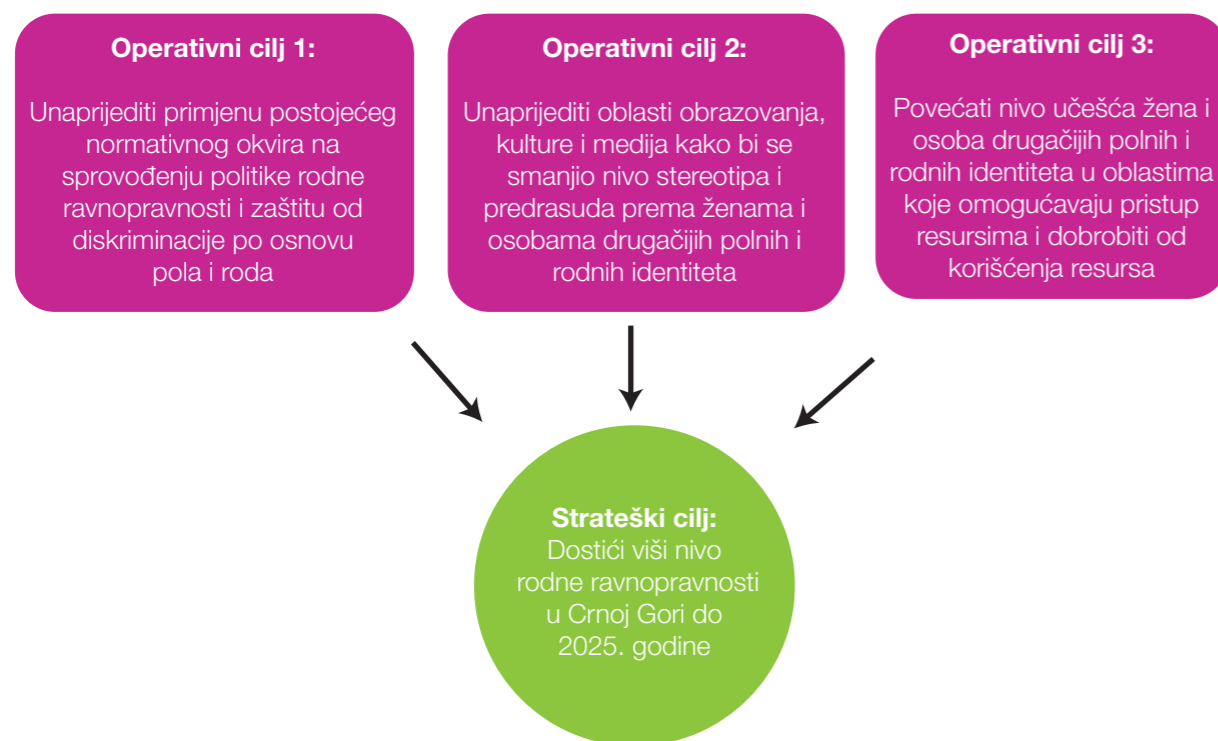 Operativni cilj 1:
Unaprijediti primjenu postojećeg
normativnog okvira na
sprovođenju politike rodne
ravnopravnosti i zaštitu od
diskriminacije po osnovu
pola i roda
Operativni cilj 2:
Unaprijediti oblasti obrazovanja,
kulture i medija kako bi se
smanjio nivo stereotipa i
predrasuda prema ženama i
osobama drugačijih polnih i
rodnih identiteta
Operativni cilj 3:
Povećati nivo učešća žena i
osoba drugačijih polnih i
rodnih identiteta u oblastima
koje omogućavaju pristup
resursima i dobrobiti od
korišćenja resursa
Strateški cilj:
Dostići viši nivo
rodne ravnopravnosti
u Crnoj Gori do
2025. godine